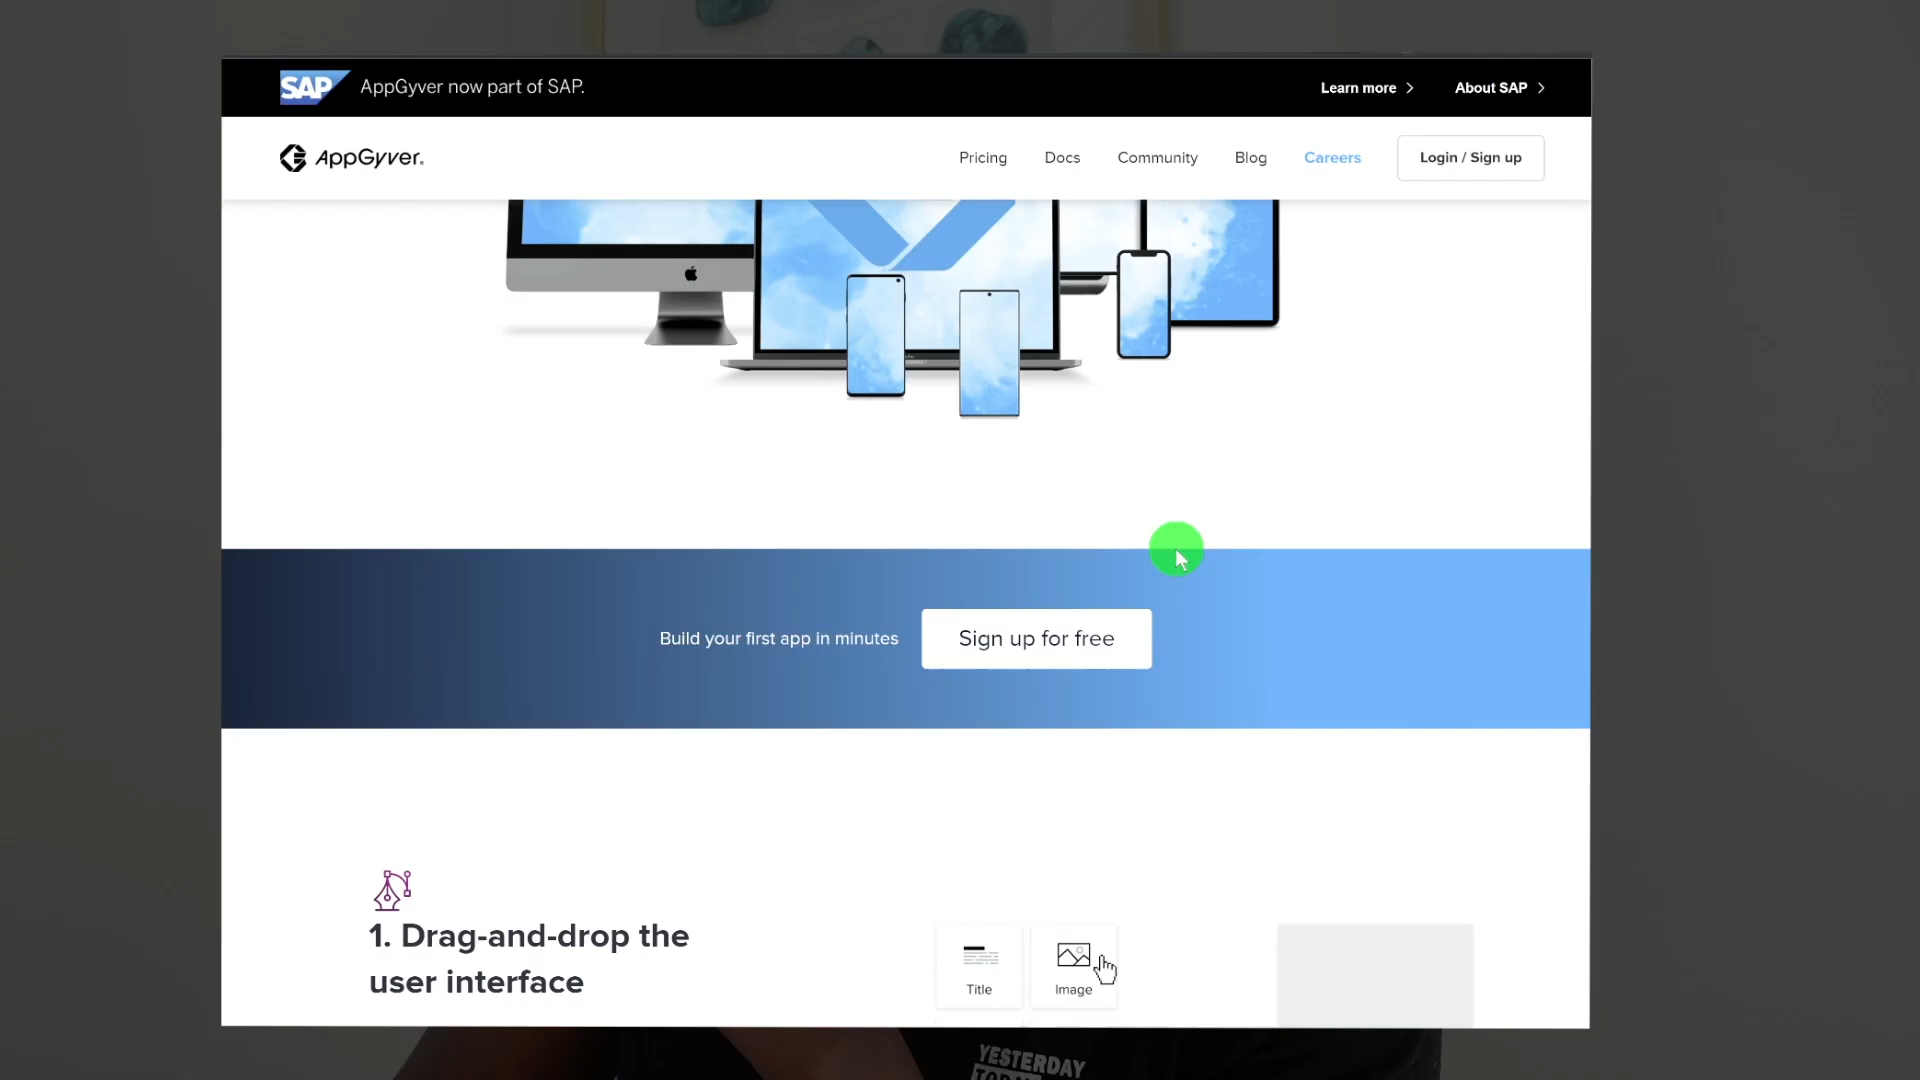 SAP AppGyver now part of SAP. Learn more About SAP
AppGyver. Pricing Docs Community Blog Careers Login / Sign up
Build your first app in minutes Sign up for free
1. Drag-and-drop the
user interface
Title Image
YESTERDAY